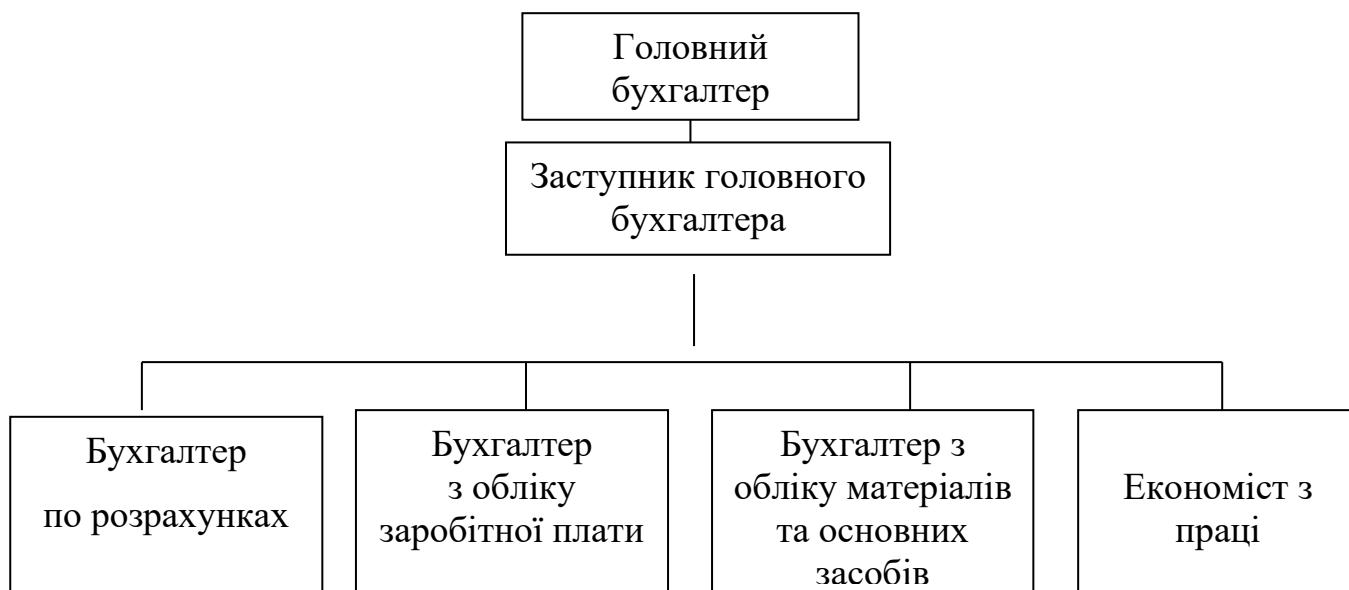 Головний
бухгалтер
Заступник головного
бухгалтера
Бухгалтер
по розрахунках
Бухгалтер
з обліку
заробітної плати
Бухгалтер з
обліку матеріалів
та основних
засобів
Економіст з
праці